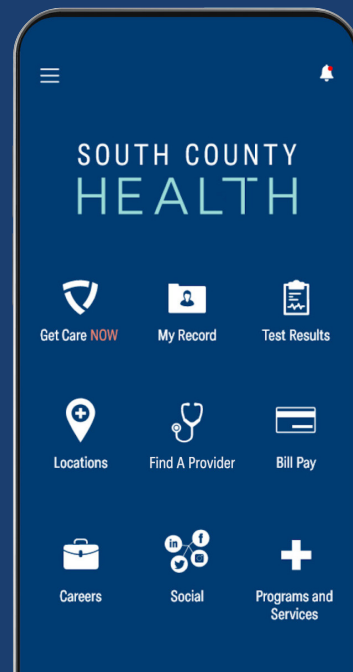 SOUTH COUNTY
HEALTH
Get Care NOW
My Record
Test Results
Locations
Find A Provider
Bill Pay
Careers
in
f
Social
Programs and
Services